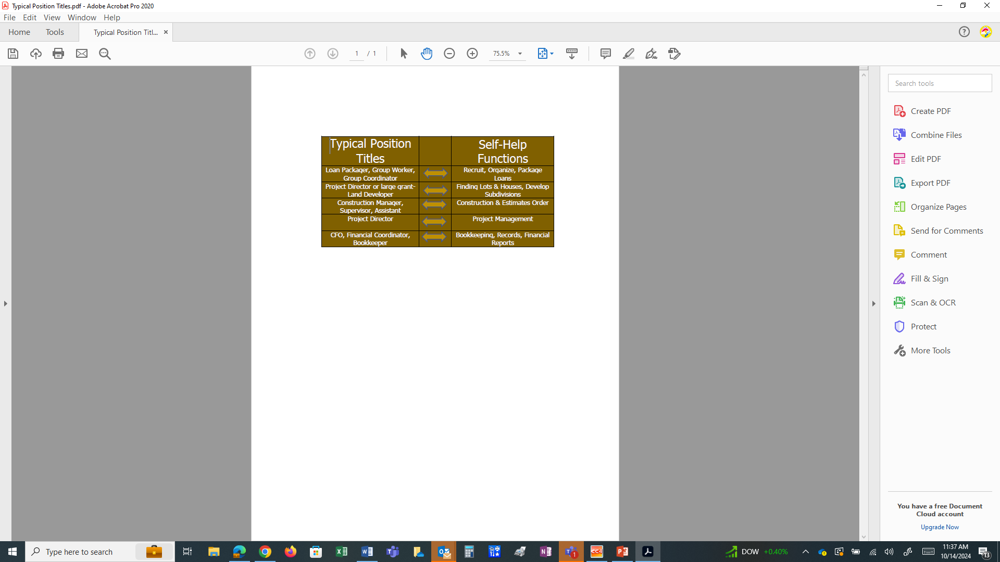 Typical Position Titles.pdf - Adobe Acrobat Pro 2020
File Edit View Window Help
Home Tools Typical Position Titl... ×
1 / 1 75.5%
Search tools
Create PDF
Combine Files
Edit PDF
Export PDF
Organize Pages
Send for Comments
Comment
Fill & Sign
Scan & OCR
Protect
More Tools
Typical Position
Titles
Self-Help
Functions
Loan Packager, Group Worker,
Group Coordinator
Recruit, Organize, Package
Loans
Project Director or large grant-
Land Developer
Finding Lots & Houses, Develop
Subdivisions
Construction Manager,
Supervisor, Assistant
Construction & Estimates Order
Project Director
Project Management
CFO, Financial Coordinator,
Bookkeeper
Bookkeeping, Records, Financial
Reports
You have a free Document
Cloud account
Upgrade Now
Type here to search
CC4
1
DOW +0.40%
11:37 AM
10/14/2024
13